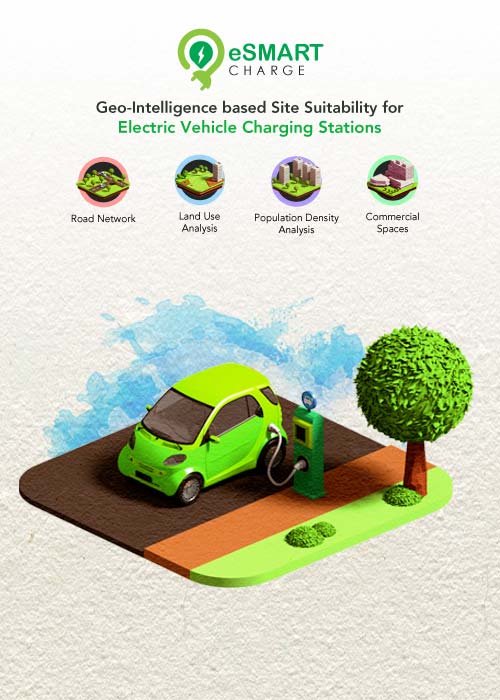 eSMART
CHARGE
Geo-Intelligence based Site Suitability for
Electric Vehicle Charging Stations
Road Network
Land Use
Analysis
Population Density
Analysis
Commercial
Spaces